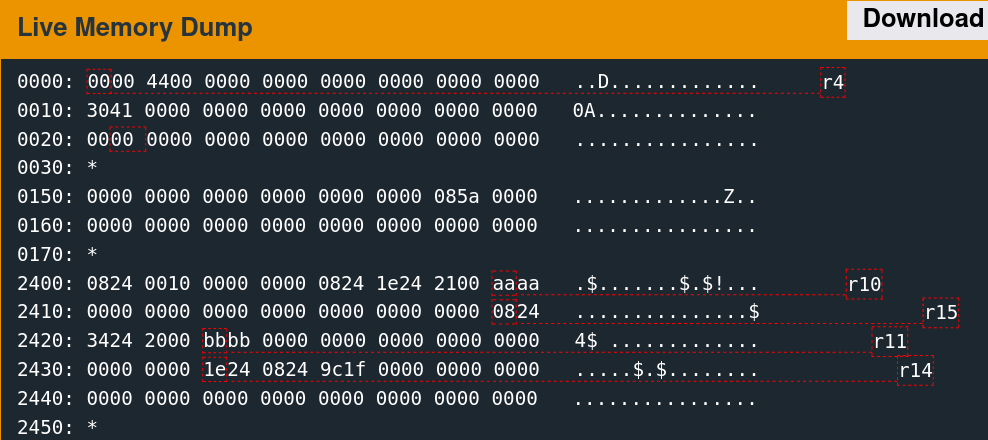 Live Memory Dump
Download
0000: 0000 4400 0000 0000 0000 0000 0000 0000 ..D............. r4
0010: 3041 0000 0000 0000 0000 0000 0000 0000 0A..............
0020: 0000 0000 0000 0000 0000 0000 0000 0000 ................
0030: *
0150: 0000 0000 0000 0000 0000 0000 085a 0000 .............Z..
0160: 0000 0000 0000 0000 0000 0000 0000 0000 ................
0170: *
2400: 0824 0010 0000 0000 0824 1e24 2100 aaaa .$.......$.$!... r10
2410: 0000 0000 0000 0000 0000 0000 0000 0824 ...............$ r15
2420: 3424 2000 bbbb 0000 0000 0000 0000 0000 4$ ............. r11
2430: 0000 0000 1e24 0824 9c1f 0000 0000 0000 .....$.$........ r14
2440: 0000 0000 0000 0000 0000 0000 0000 0000 ................
2450: *